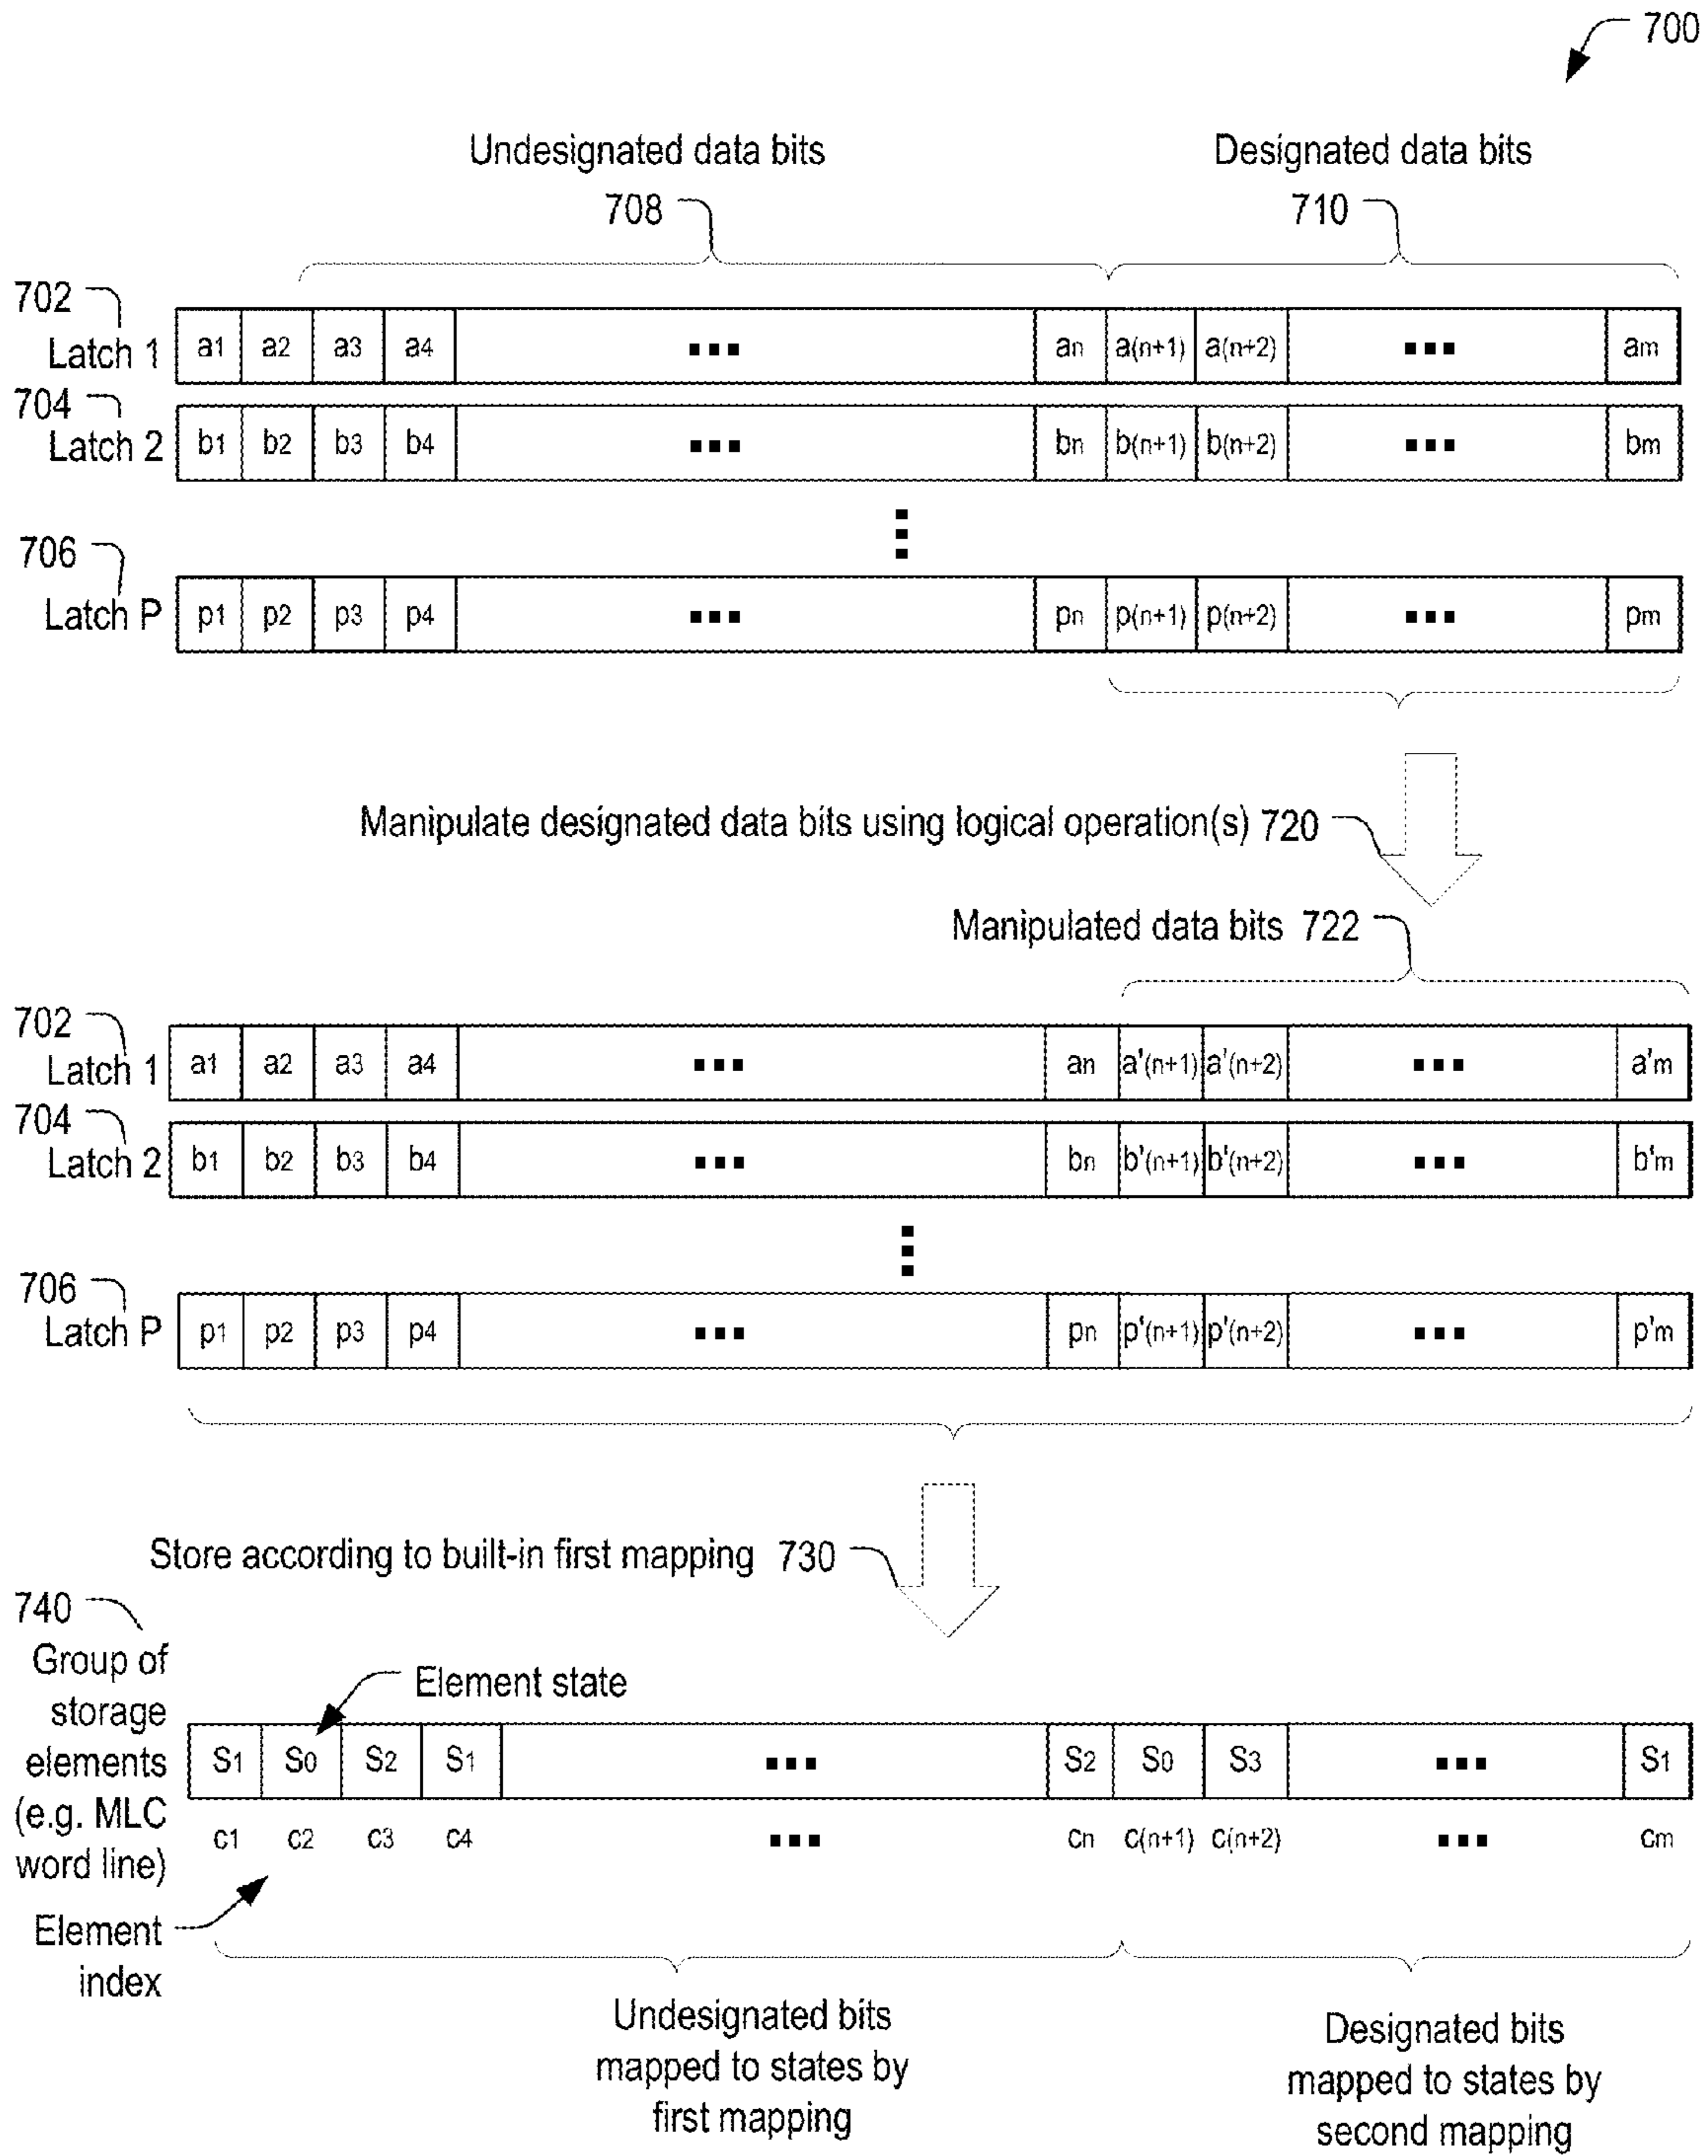 700
Undesignated data bits Designated data bits
708 710
702
Latch 1 a1 a2 a3 a4 ... an a(n+1) a(n+2) ... am
704
Latch 2 b1 b2 b3 b4 ... bn b(n+1) b(n+2) ... bm
706
Latch P p1 p2 p3 p4 ... pn p(n+1) p(n+2) ... pm
Manipulate designated data bits using logical operation(s) 720
Manipulated data bits 722
702
Latch 1 a1 a2 a3 a4 ... an a'(n+1) a'(n+2) ... a'm
704
Latch 2 b1 b2 b3 b4 ... bn b'(n+1) b'(n+2) ... b'm
706
Latch P p1 p2 p3 p4 ... pn p'(n+1) p'(n+2) ... p'm
Store according to built-in first mapping 730
740
Group of
storage
elements
(e.g. MLC
word line)
Element state
S1 S0 S2 S1 ... S2 S0 S3 ... S1
c1 c2 c3 c4 ... cn c(n+1) c(n+2) ... cm
Element
index
Undesignated bits
mapped to states by
first mapping
Designated bits
mapped to states by
second mapping